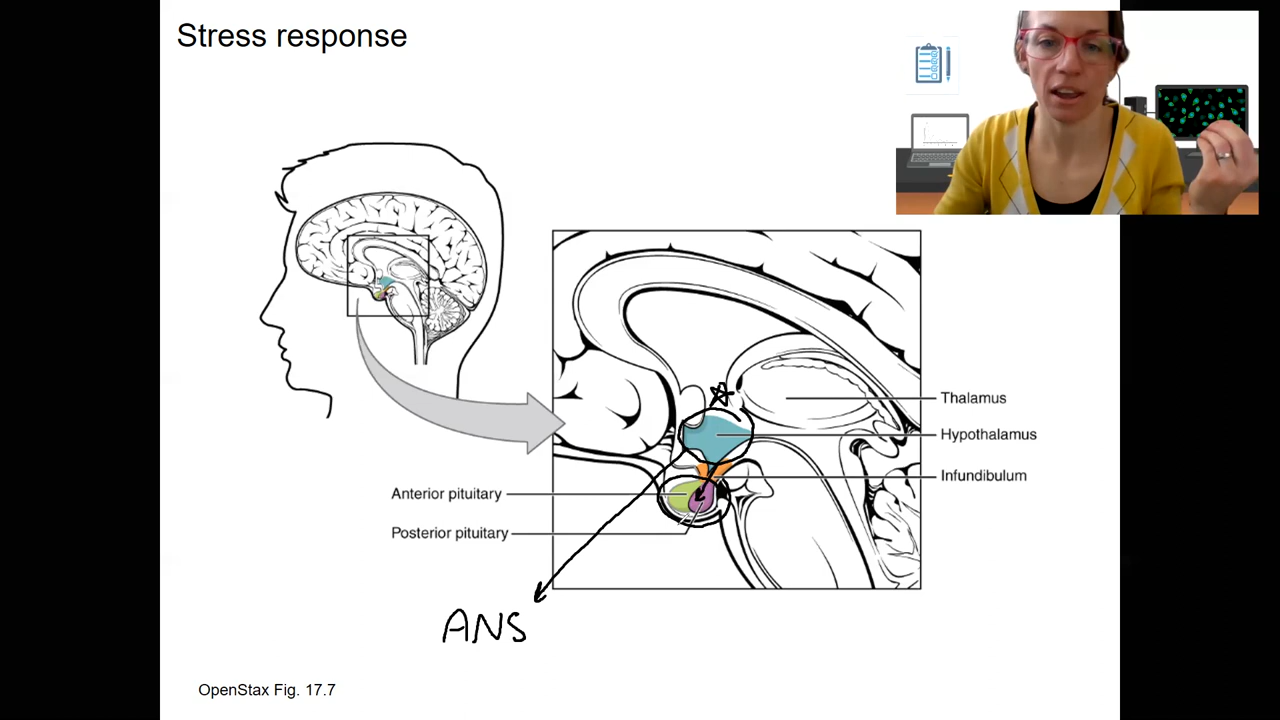 Stress response
Thalamus
Hypothalamus
Infundibulum
Anterior pituitary
Posterior pituitary
ANS
OpenStax Fig. 17.7